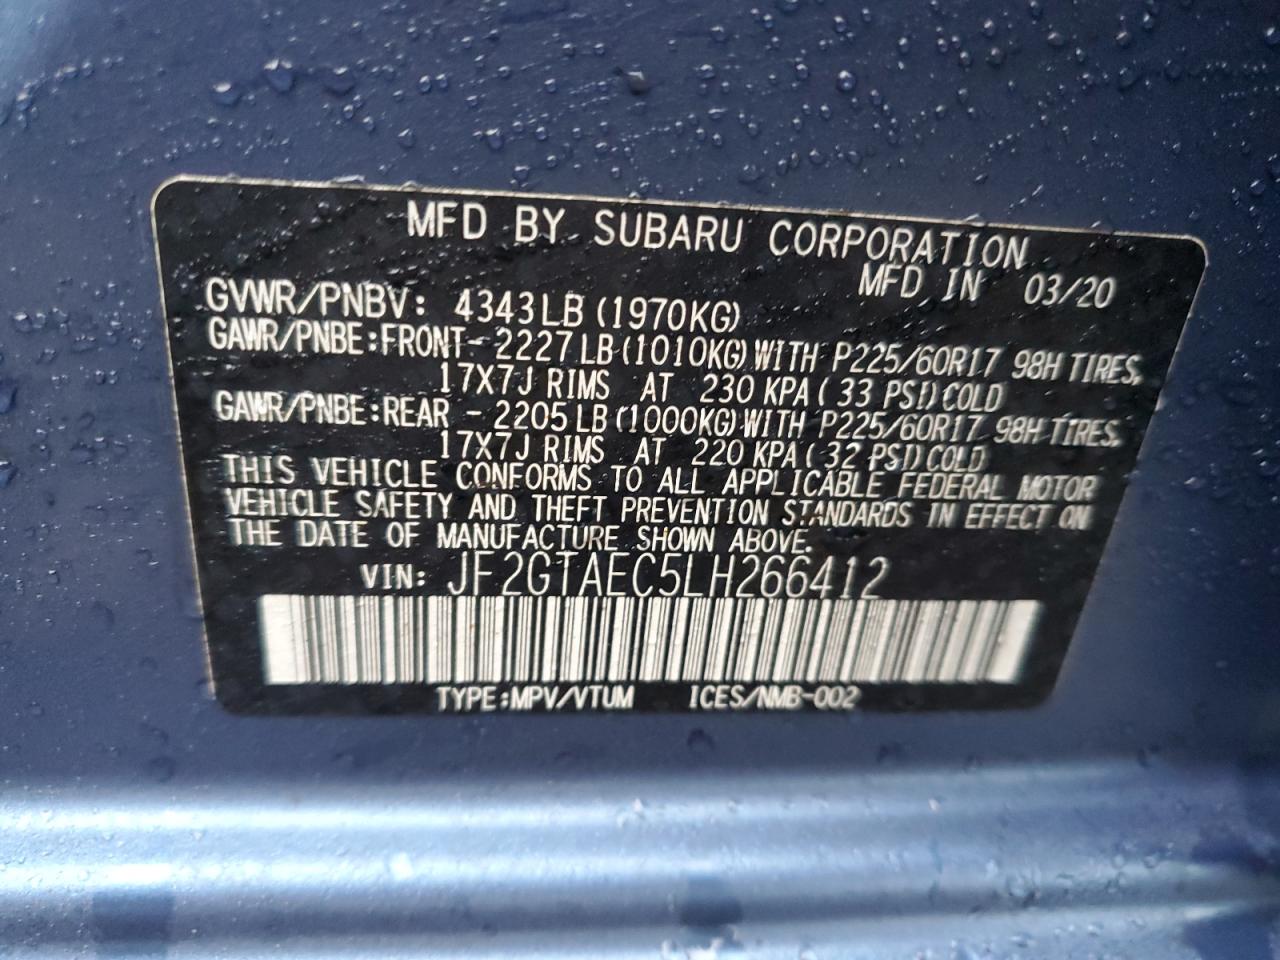 MFD BY SUBARU CORPORATION
MFD IN 03/20
GVWR/PNBV: 4343LB (1970KG)
GAWR/PNBE:FRONT-2227LB(1010KG)WITH P225/60R17 98H TIRES,
17X7J RIMS AT 230 KPA(33 PSI)COLD
GAWR/PNBE:REAR -2205LB(1000KG)WITH P225/60R17 98H TIRES,
17X7J RIMS AT 220 KPA(32 PSI)COLD
THIS VEHICLE CONFORMS TO ALL APPLICABLE FEDERAL MOTOR
VEHICLE SAFETY AND THEFT PREVENTION STANDARDS IN EFFECT ON
THE DATE OF MANUFACTURE SHOWN ABOVE.
VIN: JF2GTAEC5LH266412
TYPE:MPV/VTUM ICES/NMB-002